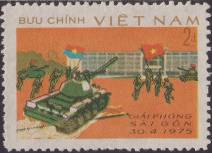 BƯU CHÍNH VIỆT NAM
2đ
GIẢI PHÓNG
SÀI GÒN
30.4.1975